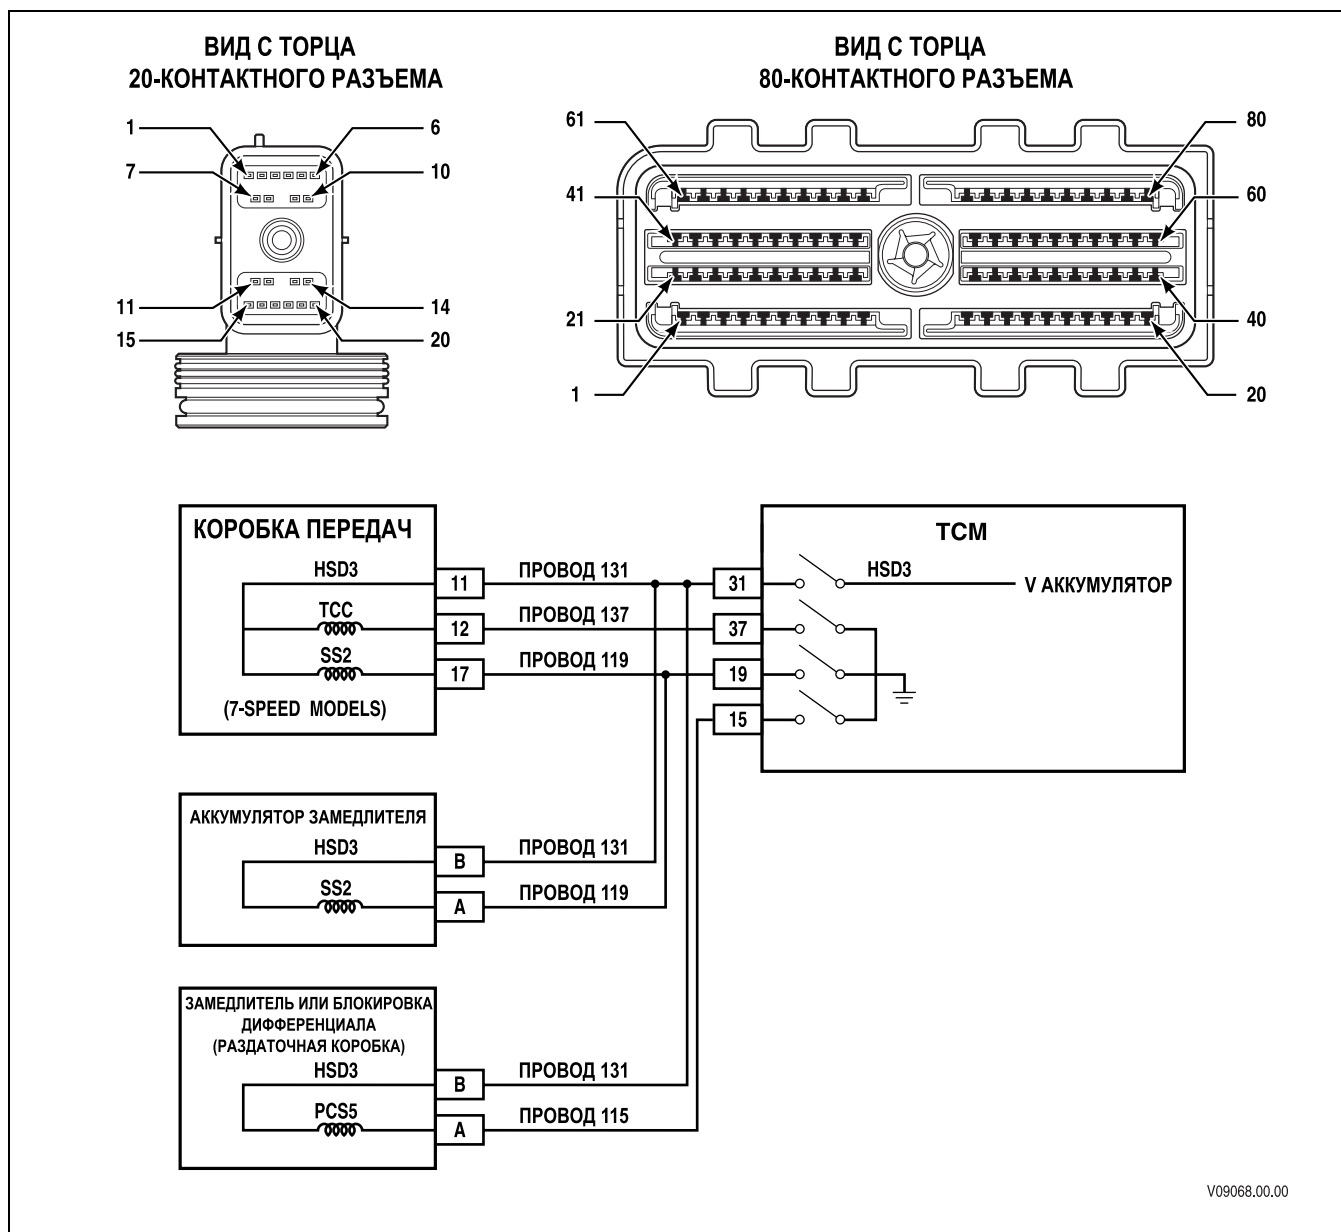 ВИД С ТОРЦА
20-КОНТАКТНОГО РАЗЪЕМА
1
6
7
10
11
14
15
20
ВИД С ТОРЦА
80-КОНТАКТНОГО РАЗЪЕМА
61
80
41
60
21
40
1
20
КОРОБКА ПЕРЕДАЧ
HSD3
11
ПРОВОД 131
TCC
12
ПРОВОД 137
SS2
17
ПРОВОД 119
(7-SPEED MODELS)
TCM
31
HSD3
V АККУМУЛЯТОР
37
19
15
АККУМУЛЯТОР ЗАМЕДЛИТЕЛЯ
HSD3
B
ПРОВОД 131
SS2
A
ПРОВОД 119
ЗАМЕДЛИТЕЛЬ ИЛИ БЛОКИРОВКА
ДИФФЕРЕНЦИАЛА
(РАЗДАТОЧНАЯ КОРОБКА)
HSD3
B
ПРОВОД 131
PCS5
A
ПРОВОД 115
V09068.00.00